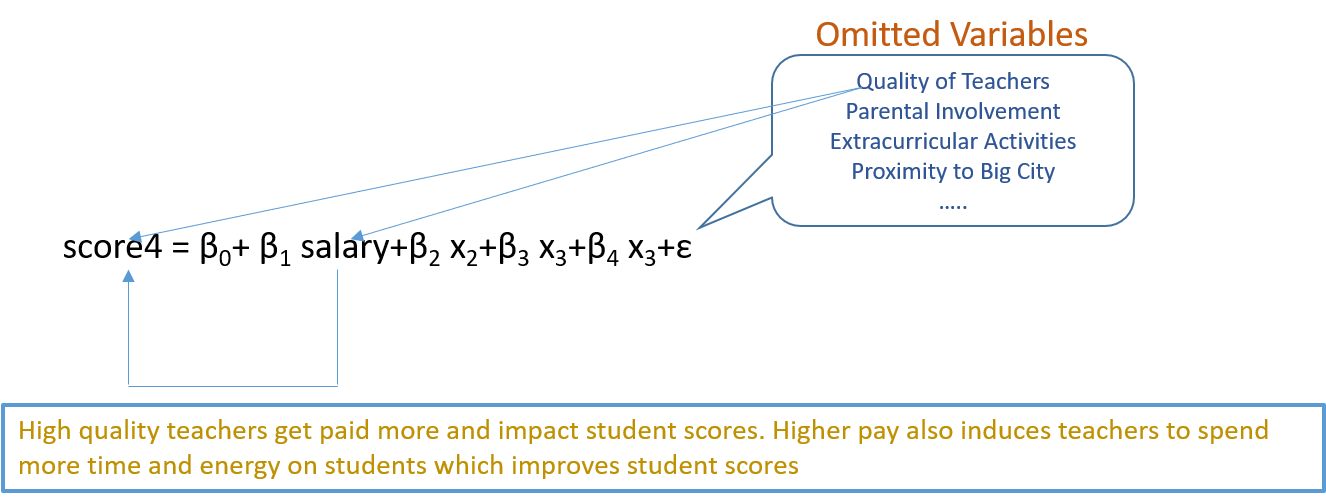 Omitted Variables
Quality of Teachers
Parental Involvement
Extracurricular Activities
Proximity to Big City
…..
score4 = β₀+ β₁ salary+β₂ x₂+β₃ x₃+β₄ x₃+ε
High quality teachers get paid more and impact student scores. Higher pay also induces teachers to spend
more time and energy on students which improves student scores